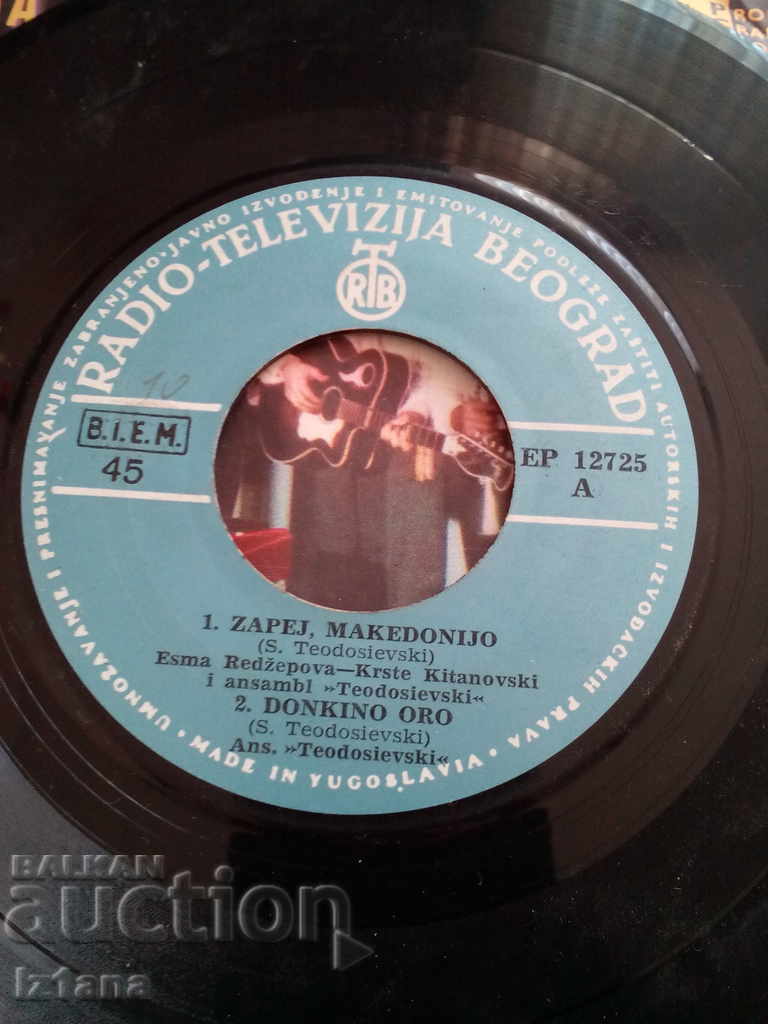 PRO
UMNOŽAVANJE I PRESNIMAVANJE ZABRANJENO·JAVNO IZVOĐENJE I EMITOVANJE PODLEŽE ZAŠTITI AUTORSKIH I IZVOĐAČKIH PRAVA·
RADIO-TELEVIZIJA BEOGRAD
RTB
10
B.I.E.M.
45
EP 12725
A
1. ZAPEJ, MAKEDONIJO
(S. Teodosievski)
Esma Redžepova—Krste Kitanovski
i ansambl »Teodosievski«
2. DONKINO ORO
(S. Teodosievski)
Ans. »Teodosievski«
MADE IN YUGOSLAVIA·
BALKAN
auction
Iztana